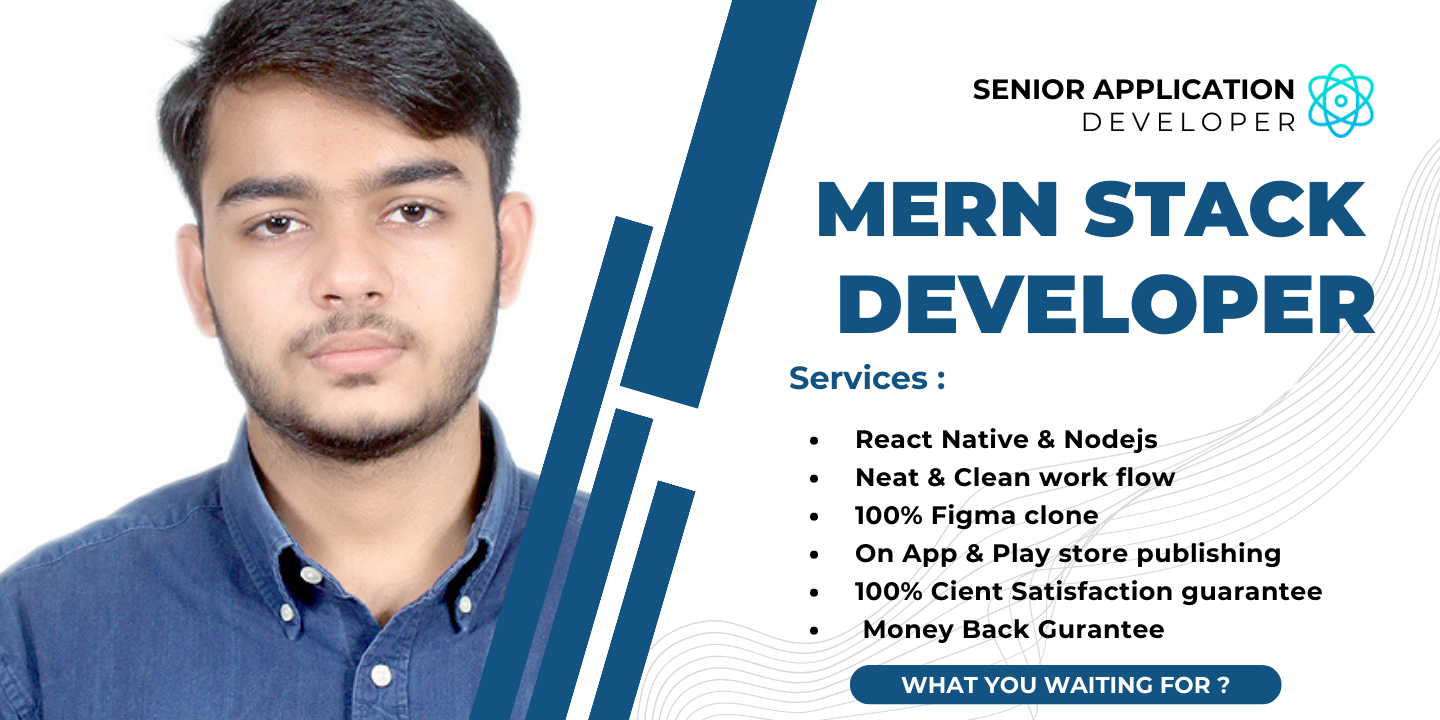 SENIOR APPLICATION
DEVELOPER
MERN STACK
DEVELOPER
Services :
• React Native & Nodejs
• Neat & Clean work flow
• 100% Figma clone
• On App & Play store publishing
• 100% Cient Satisfaction guarantee
• Money Back Gurantee
WHAT YOU WAITING FOR ?